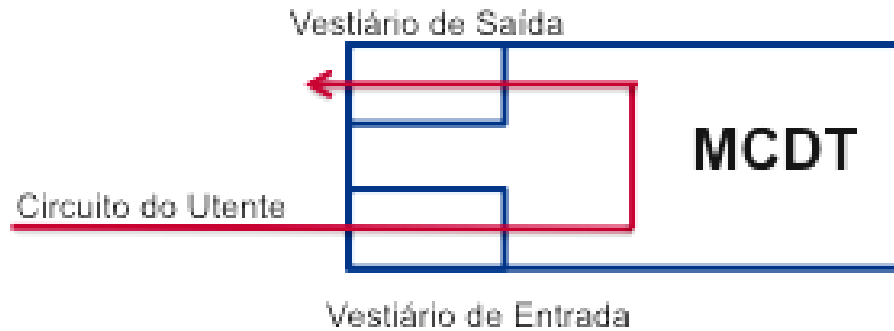 Vestiário de Saída
MCDT
Circuito do Utente
Vestiário de Entrada